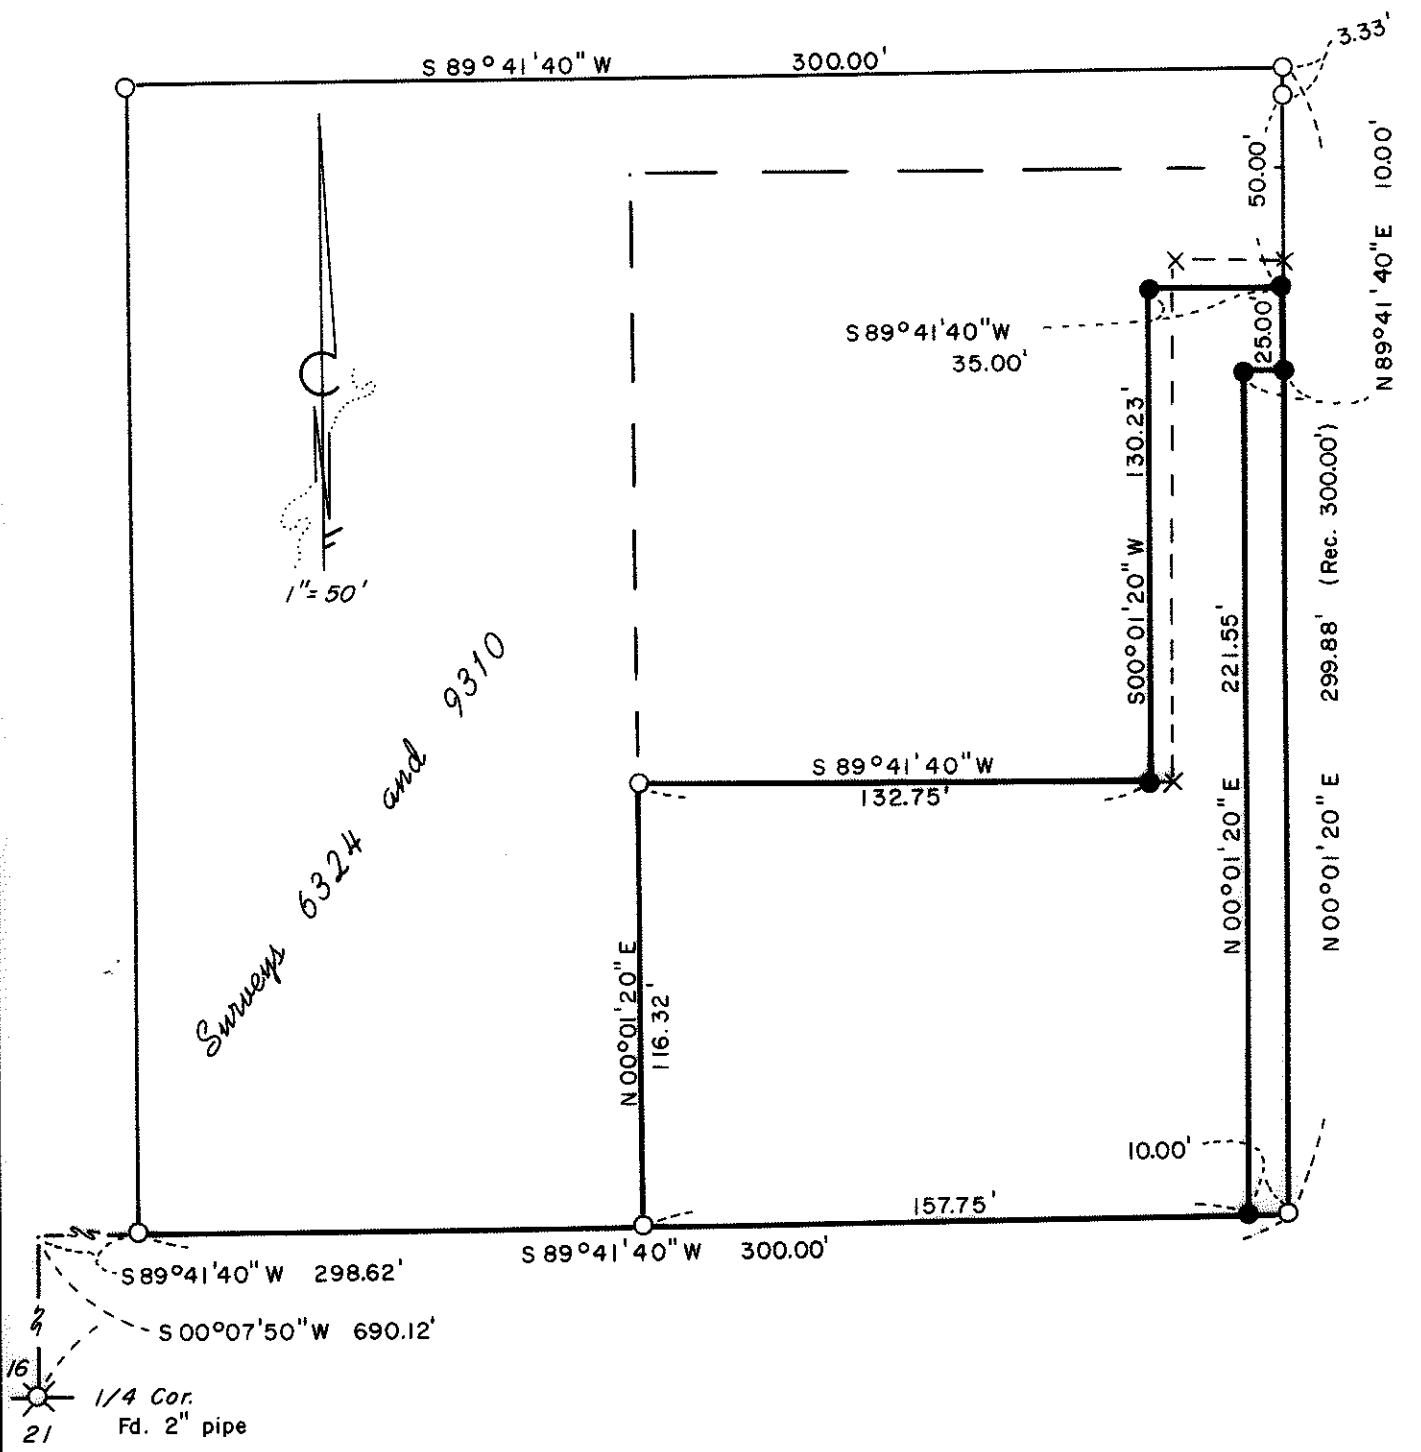 S 89° 41' 40" W 300.00'
3.33'
50.00'
N 89° 41' 40" E 10.00'
S 89° 41' 40" W
35.00'
25.00'
S 00° 01' 20" W 130.23'
1" = 50'
N 00° 01' 20" E 221.55'
N 00° 01' 20" E 299.88' (Rec. 300.00')
Surveys 6324 and 9310
S 89° 41' 40" W
132.75'
N 00° 01' 20" E
116.32'
10.00'
157.75'
S 89° 41' 40" W 300.00'
S 89° 41' 40" W 298.62'
S 00° 07' 50" W 690.12'
16
1/4 Cor.
Fd. 2" pipe
21